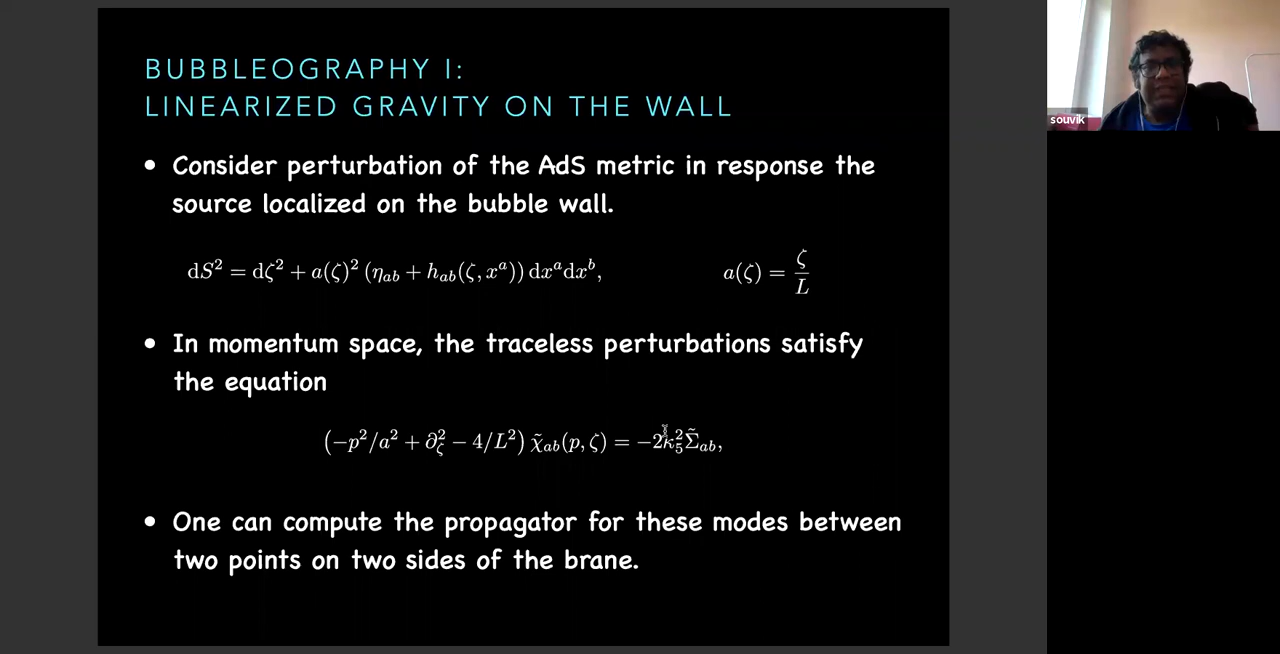 BUBBLEOGRAPHY I:
LINEARIZED GRAVITY ON THE WALL
• Consider perturbation of the AdS metric in response the
source localized on the bubble wall.
dS² = dζ² + a(ζ)² (η_ab + h_ab(ζ, x^a)) dx^a dx^b, a(ζ) = ζ/L
• In momentum space, the traceless perturbations satisfy
the equation
(−p²/a² + ∂_ζ² − 4/L²) χ̃_ab(p, ζ) = −2κ₅² Σ̃_ab,
• One can compute the propagator for these modes between
two points on two sides of the brane.
souvik